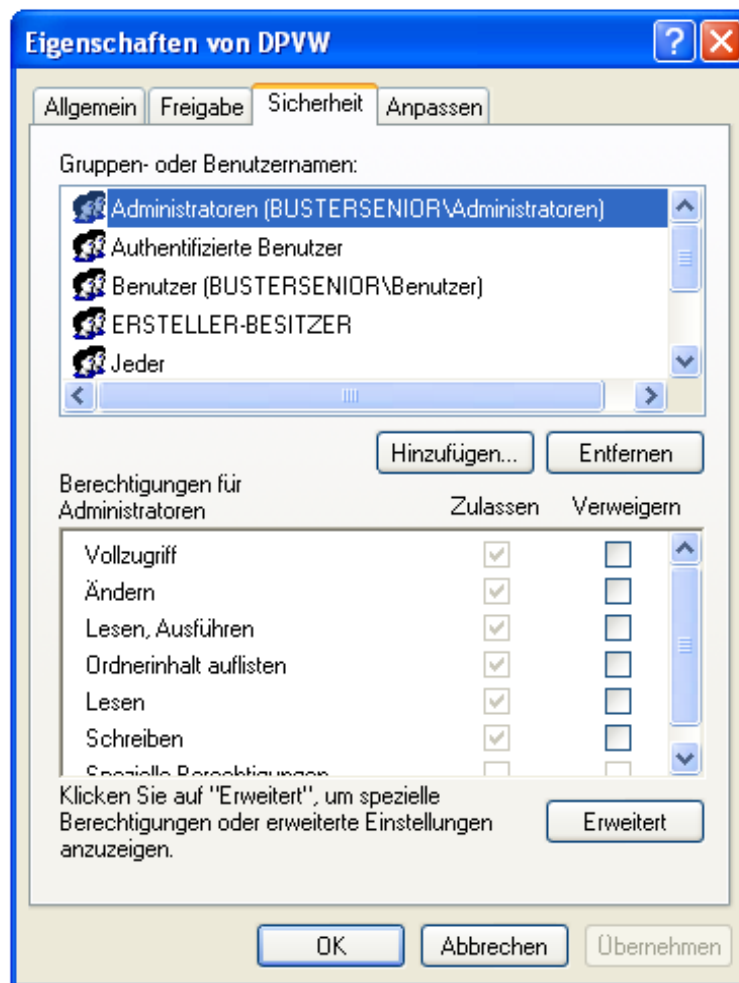 Eigenschaften von DPVW
Allgemein Freigabe Sicherheit Anpassen
Gruppen- oder Benutzernamen:
Administratoren (BUSTERSENIOR\Administratoren)
Authentifizierte Benutzer
Benutzer (BUSTERSENIOR\Benutzer)
ERSTELLER-BESITZER
Jeder
Hinzufügen... Entfernen
Berechtigungen für
Administratoren Zulassen Verweigern
Vollzugriff
Ändern
Lesen, Ausführen
Ordnerinhalt auflisten
Lesen
Schreiben
Spezielle Berechtigungen
Klicken Sie auf "Erweitert", um spezielle
Berechtigungen oder erweiterte Einstellungen
anzuzeigen.
Erweitert
OK Abbrechen Übernehmen